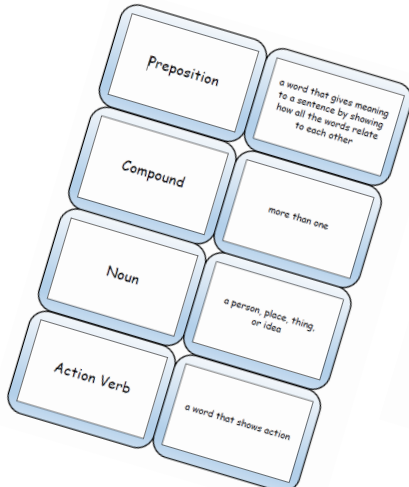 Preposition
a word that gives meaning
to a sentence by showing
how all the words relate
to each other
Compound
more than one
Noun
a person, place, thing,
or idea
Action Verb
a word that shows action